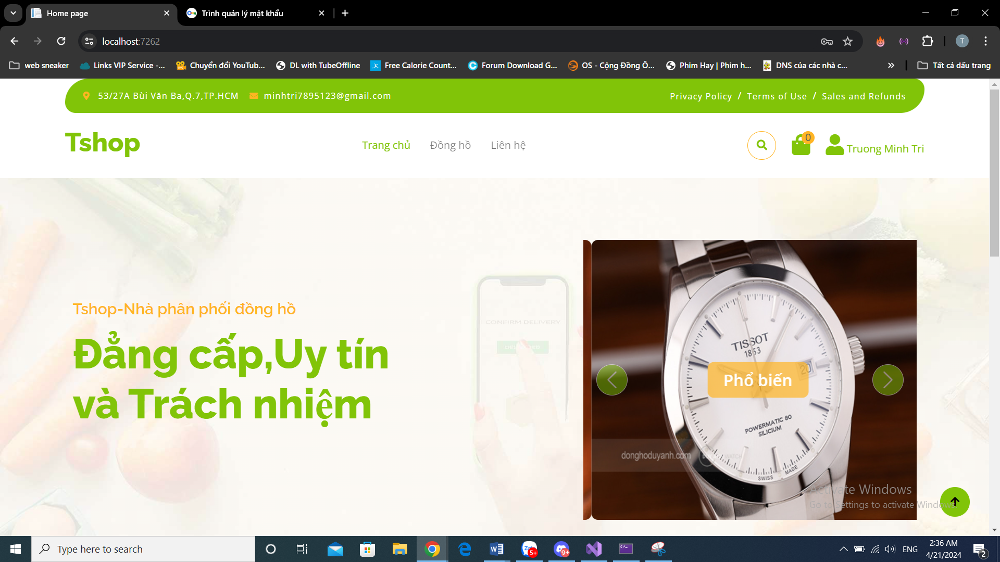 Home page
Trình quản lý mật khẩu
localhost:7262
T
web sneaker
Links VIP Service -...
Chuyển đổi YouTub...
DL with TubeOffline
Free Calorie Count...
Forum Download G...
OS - Cộng Đồng Ô...
Phim Hay | Phim h...
DNS của các nhà c...
Tất cả dấu trang
53/27A Bùi Văn Ba,Q.7,TP.HCM
minhtri7895123@gmail.com
Privacy Policy / Terms of Use / Sales and Refunds
Tshop
Trang chủ
Đồng hồ
Liên hệ
0
Truong Minh Tri
Tshop-Nhà phân phối đồng hồ
Đẳng cấp,Uy tín
và Trách nhiệm
CONFIRM DELIVERY
TISSOT
1853
20
Phổ biến
POWERMATIC 80
SILICIUM
donghoduyanh.com
WATCH
SWISS MADE
Activate Windows
Go to Settings to activate Windows.
Type here to search
5+
9+
ENG
2:36 AM
4/21/2024
2